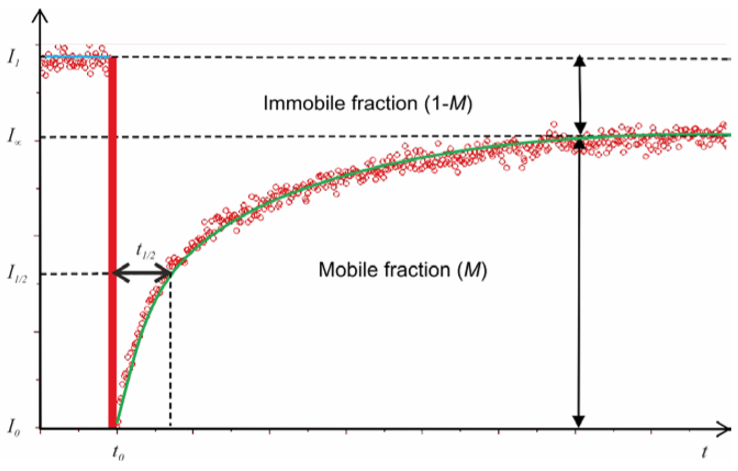 I₁
Immobile fraction (1-M)
I∝
t₁/₂
I₁/₂
Mobile fraction (M)
I₀
t₀
t